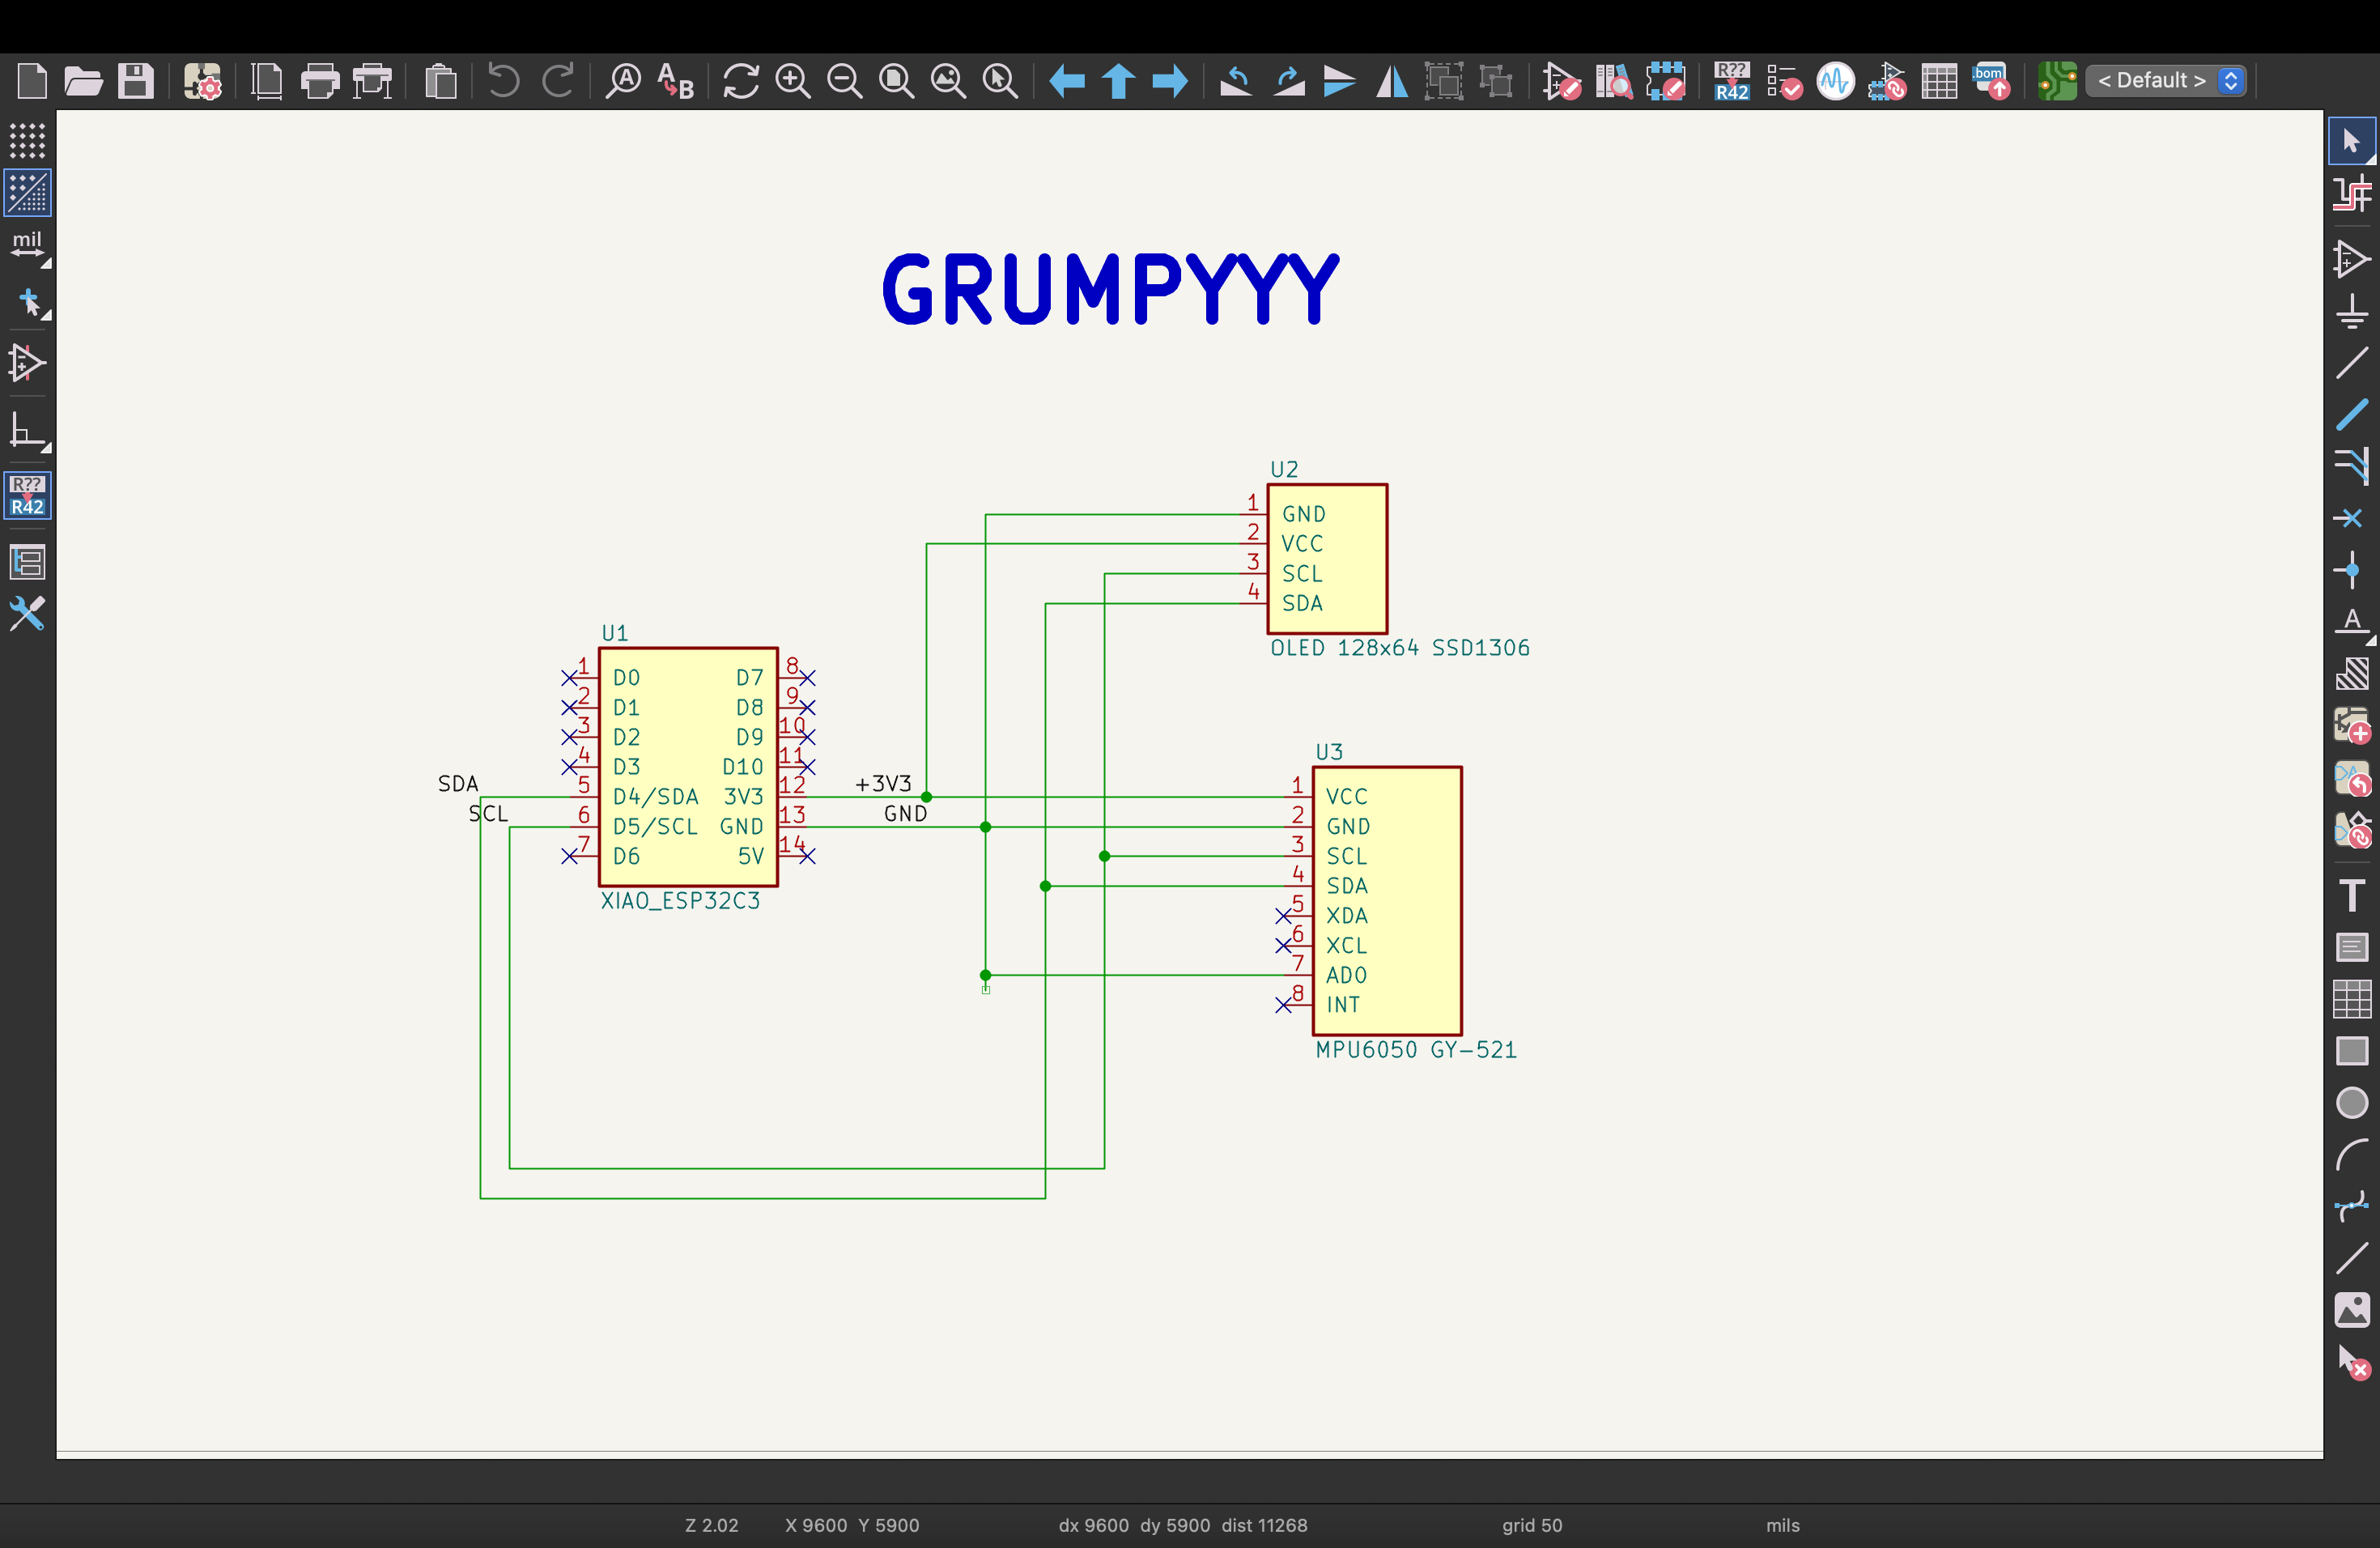 A
A
B
R??
R42
.bom
< Default >
mil
R??
R42
A
T
GRUMPYYY
U2
1 GND
2 VCC
3 SCL
4 SDA
OLED 128x64 SSD1306
U1
1 D0 D7 8
2 D1 D8 9
3 D2 D9 10
4 D3 D10 11
SDA 5 D4/SDA 3V3 12 +3V3
SCL 6 D5/SCL GND 13 GND
7 D6 5V 14
XIAO_ESP32C3
U3
1 VCC
2 GND
3 SCL
4 SDA
5 XDA
6 XCL
7 AD0
8 INT
MPU6050 GY-521
Z 2.02 X 9600 Y 5900 dx 9600 dy 5900 dist 11268 grid 50 mils